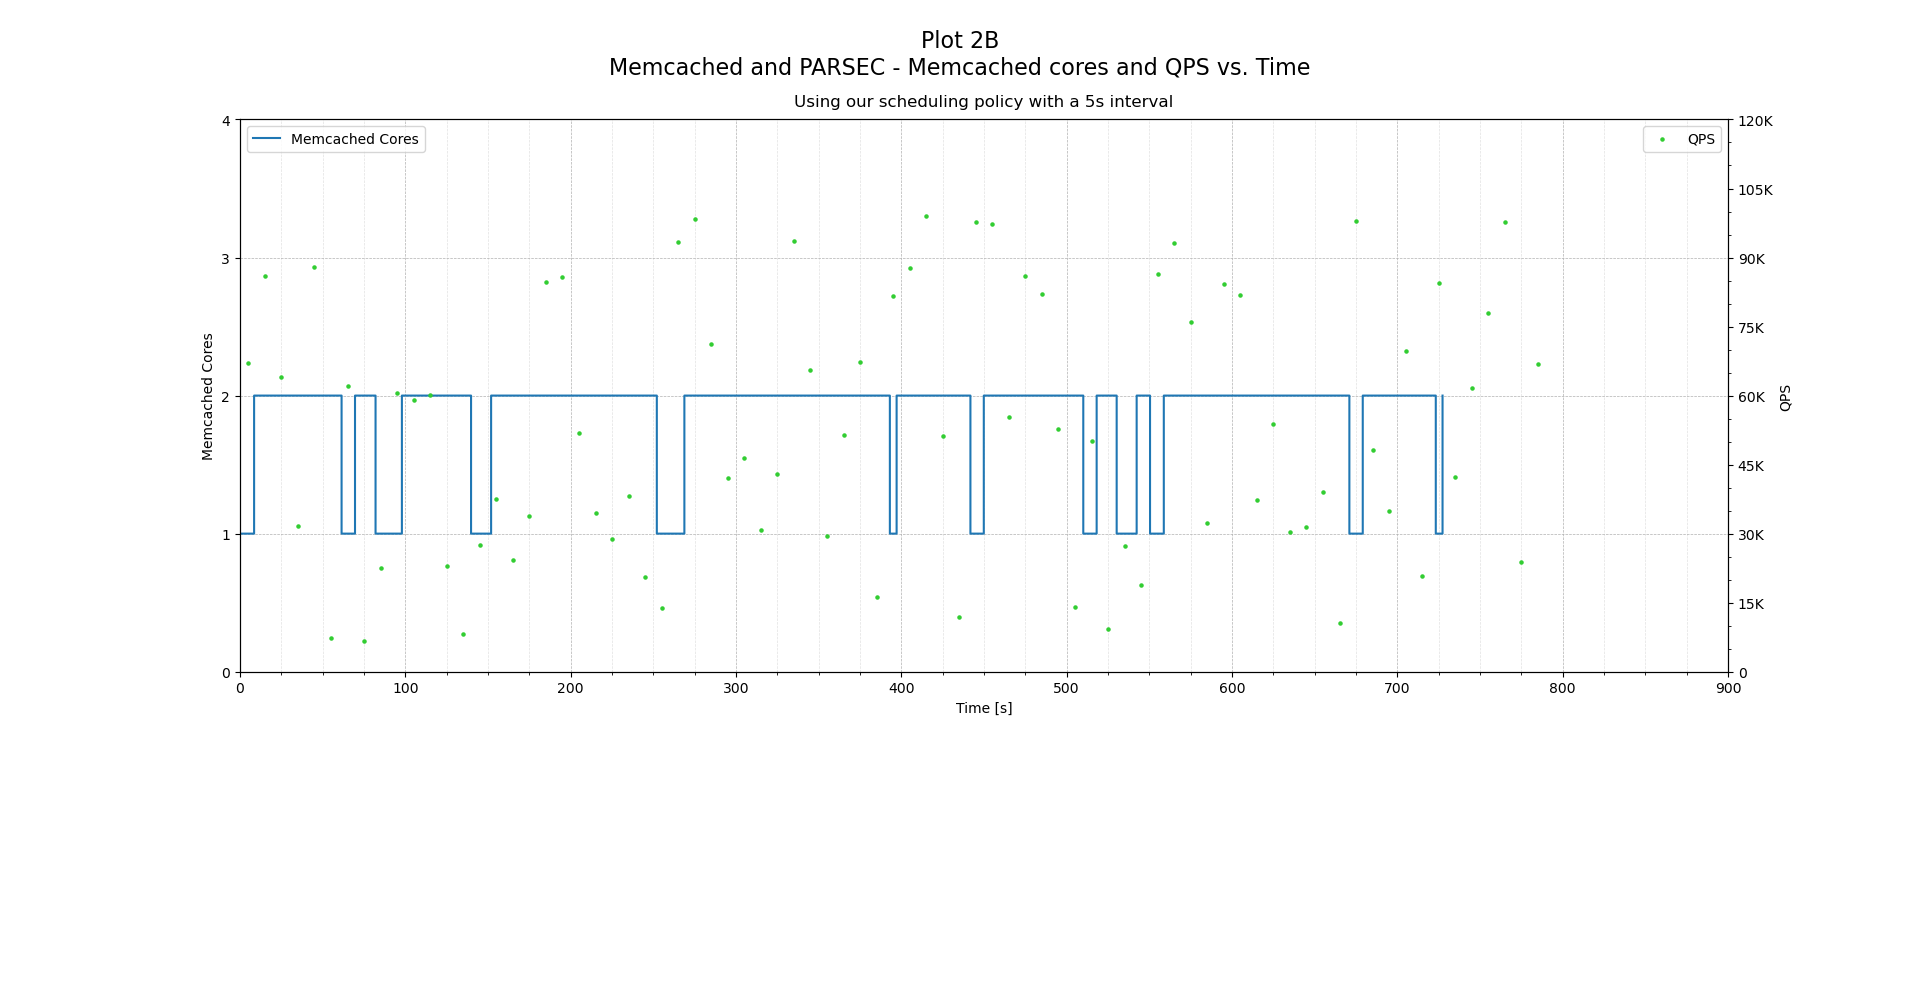 Plot 2B
Memcached and PARSEC - Memcached cores and QPS vs. Time
Using our scheduling policy with a 5s interval
Memcached Cores
QPS
4
3
2
1
0
Memcached Cores
120K
105K
90K
75K
60K
45K
30K
15K
0
QPS
0 100 200 300 400 500 600 700 800 900
Time [s]